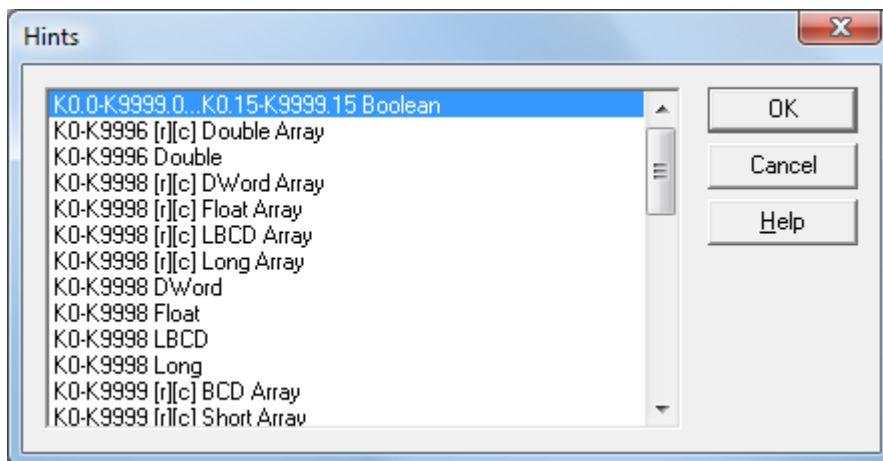 Hints
K0.0-K9999.0...K0.15-K9999.15 Boolean
K0-K9996 [r][c] Double Array
K0-K9996 Double
K0-K9998 [r][c] DWord Array
K0-K9998 [r][c] Float Array
K0-K9998 [r][c] LBCD Array
K0-K9998 [r][c] Long Array
K0-K9998 DWord
K0-K9998 Float
K0-K9998 LBCD
K0-K9998 Long
K0-K9999 [r][c] BCD Array
K0-K9999 [r][c] Short Array
OK
Cancel
Help